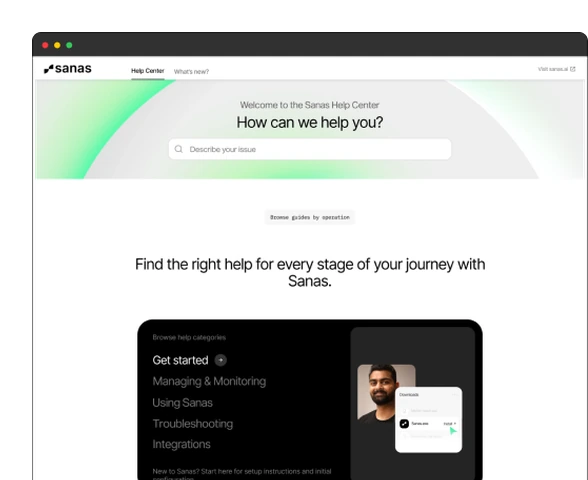 sanas
Help Center
What's new?
Visit sanas.ai
Welcome to the Sanas Help Center
How can we help you?
Describe your issue
Browse guides by operation
Find the right help for every stage of your journey with
Sanas.
Browse help categories
Get started
Managing & Monitoring
Using Sanas
Troubleshooting
Integrations
New to Sanas? Start here for setup instructions and initial
configuration.
Downloads